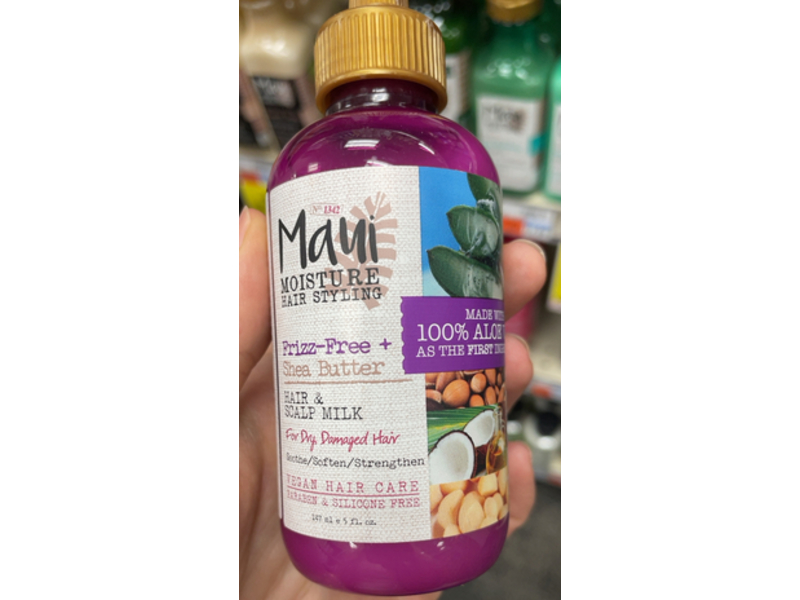 Nº 1342
Maui
MOISTURE
HAIR STYLING
Frizz-Free +
Shea Butter
HAIR &
SCALP MILK
For Dry, Damaged Hair
Soothe/Soften/Strengthen
VEGAN HAIR CARE
PARABEN & SILICONE FREE
147 ml e 5 fl. oz.
MADE WITH
100% ALOE
AS THE FIRST